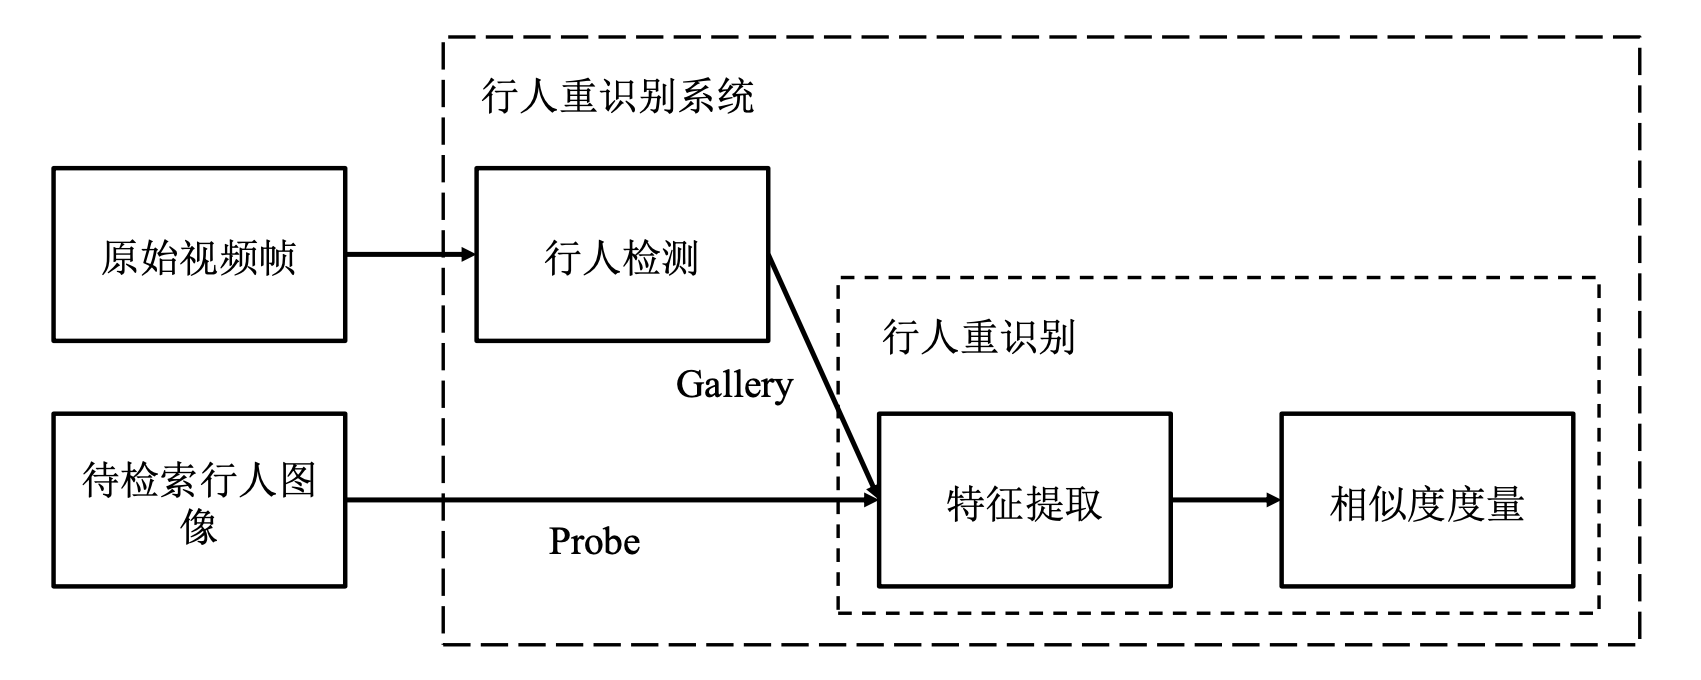 行人重识别系统
原始视频帧
行人检测
行人重识别
Gallery
待检索行人图
像
特征提取
相似度度量
Probe